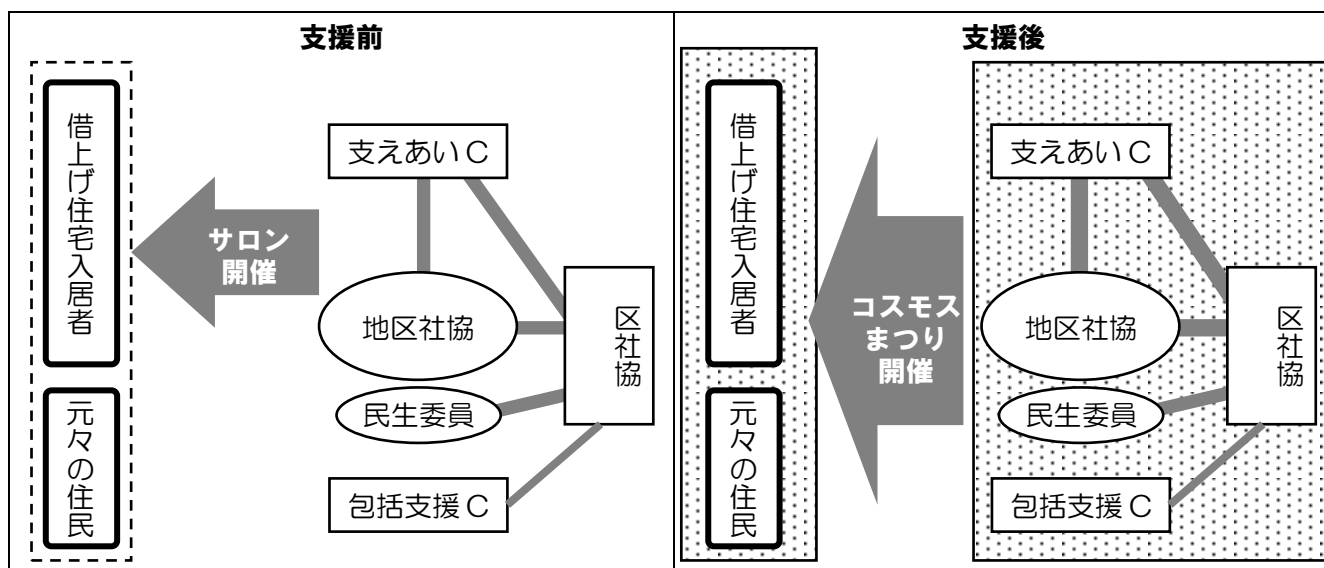 支援前
借上げ住宅入居者
元々の住民
サロン
開催
支えあいC
地区社協
民生委員
包括支援C
区社協
支援後
借上げ住宅入居者
元々の住民
コスモス
まつり
開催
支えあいC
地区社協
民生委員
包括支援C
区社協